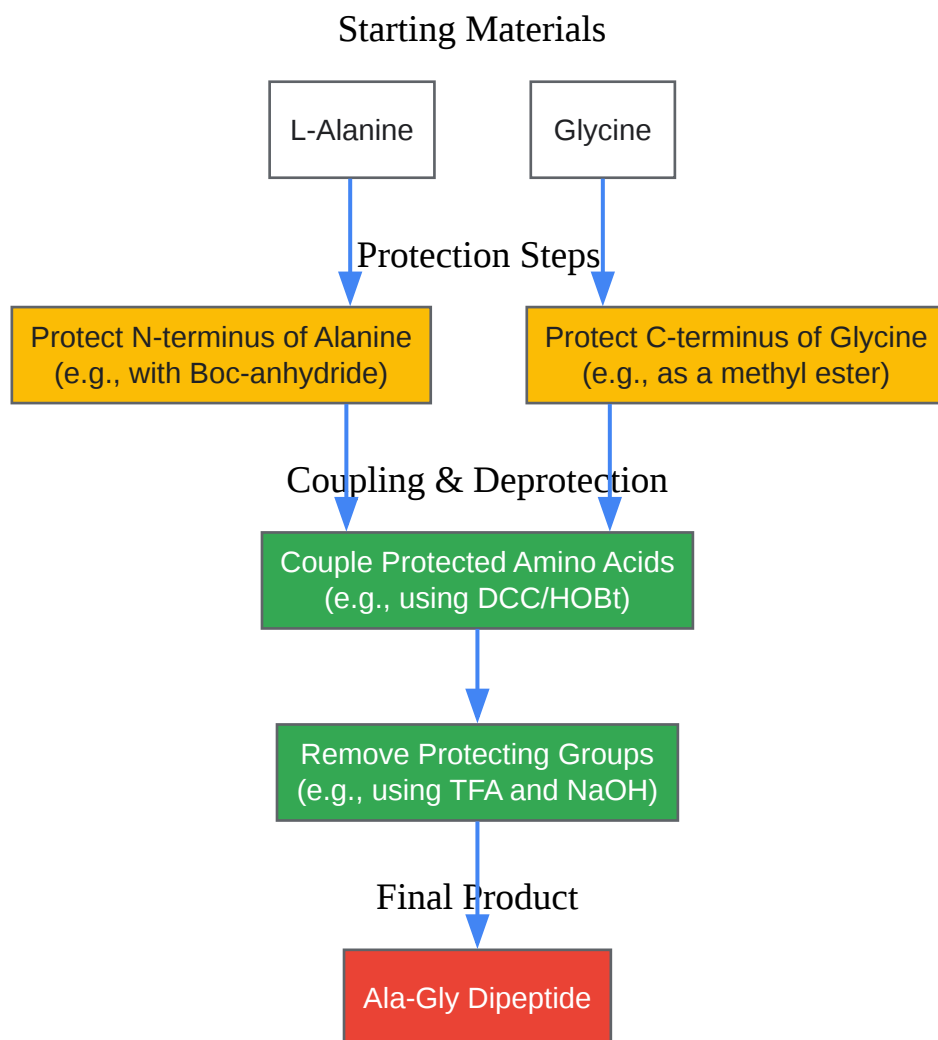 Starting Materials
L-Alanine
Glycine
Protection Steps
Protect N-terminus of Alanine
(e.g., with Boc-anhydride)
Protect C-terminus of Glycine
(e.g., as a methyl ester)
Coupling & Deprotection
Couple Protected Amino Acids
(e.g., using DCC/HOBt)
Remove Protecting Groups
(e.g., using TFA and NaOH)
Final Product
Ala-Gly Dipeptide